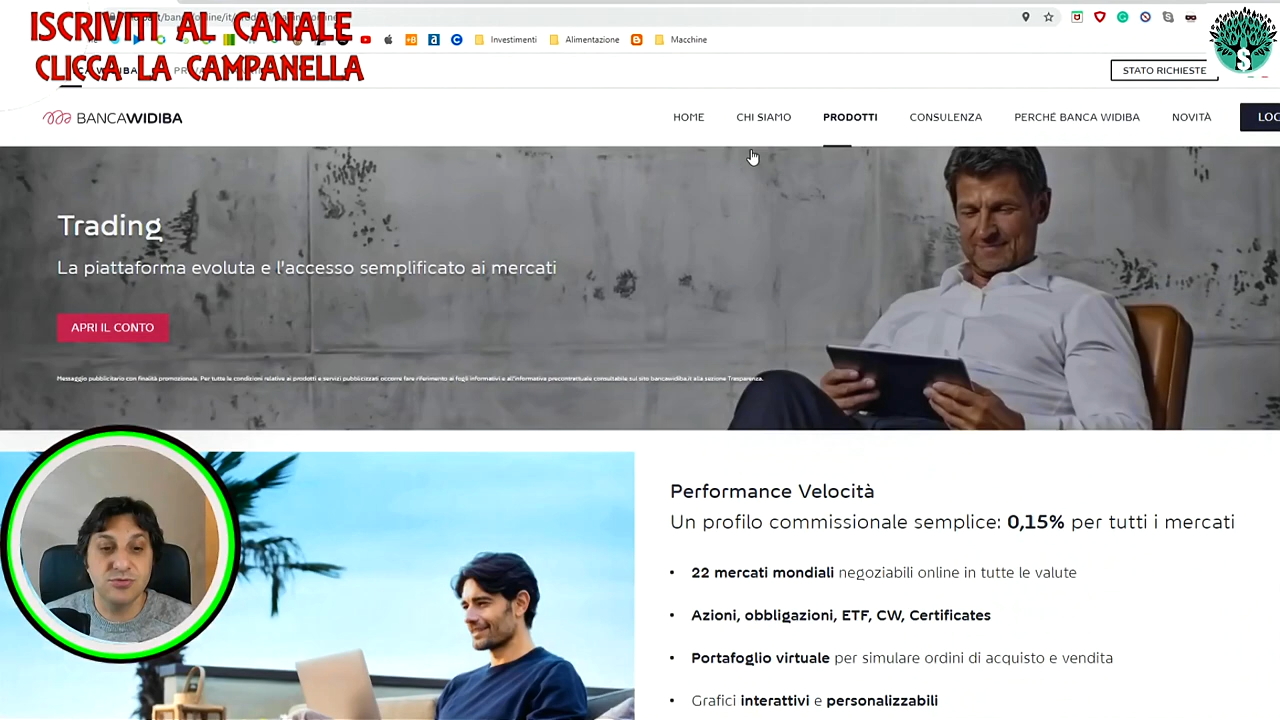 ISCRIVITI AL CANALE
CLICCA LA CAMPANELLA
Investimenti
Alimentazione
Macchine
STATO RICHIESTE
BANCAWIDIBA
HOME
CHI SIAMO
PRODOTTI
CONSULENZA
PERCHÉ BANCA WIDIBA
NOVITÀ
LOG
Trading
La piattaforma evoluta e l'accesso semplificato ai mercati
APRI IL CONTO
Messaggio pubblicitario con finalità promozionale. Per tutte le condizioni relative ai prodotti e servizi pubblicizzati occorre fare riferimento ai fogli informativi e all'informativa precontrattuale consultabile sul sito bancawidiba.it alla sezione Trasparenza.
Performance Velocità
Un profilo commissionale semplice: 0,15% per tutti i mercati
• 22 mercati mondiali negoziabili online in tutte le valute
• Azioni, obbligazioni, ETF, CW, Certificates
• Portafoglio virtuale per simulare ordini di acquisto e vendita
• Grafici interattivi e personalizzabili